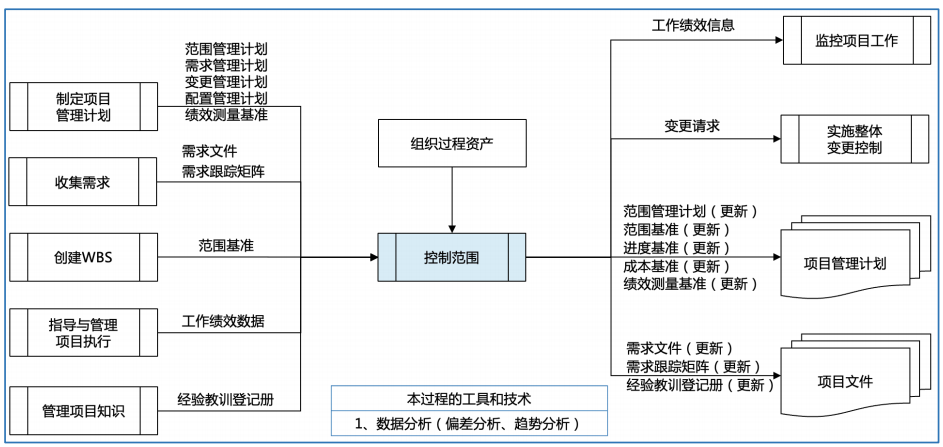 制定项目
管理计划
范围管理计划
需求管理计划
变更管理计划
配置管理计划
绩效测量基准
收集需求
需求文件
需求跟踪矩阵
创建WBS
范围基准
指导与管理
项目执行
工作绩效数据
管理项目知识
经验教训登记册
组织过程资产
控制范围
本过程的工具和技术
1、数据分析（偏差分析、趋势分析）
工作绩效信息
监控项目工作
变更请求
实施整体
变更控制
范围管理计划（更新）
范围基准（更新）
进度基准（更新）
成本基准（更新）
绩效测量基准（更新）
项目管理计划
需求文件（更新）
需求跟踪矩阵（更新）
经验教训登记册（更新）
项目文件